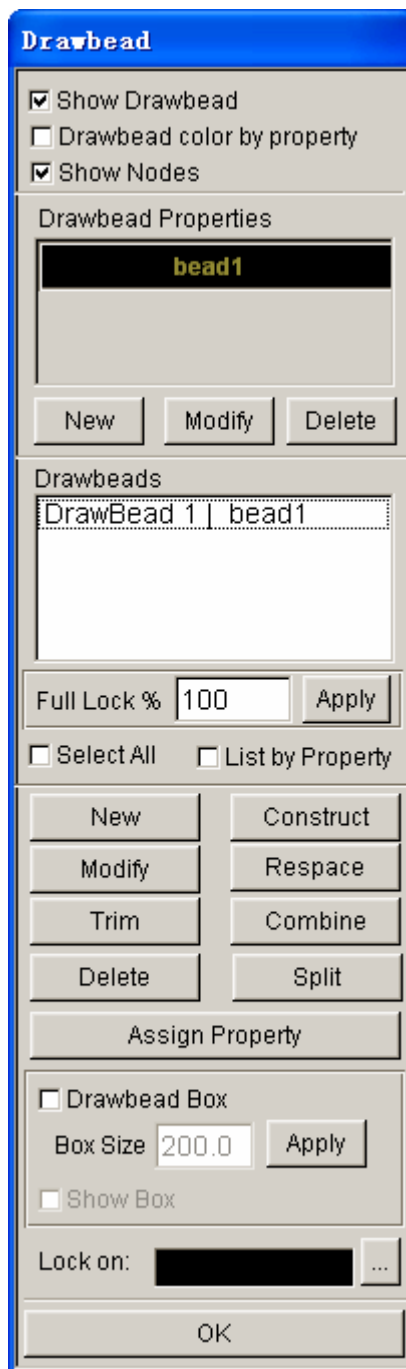 Drawbead
Show Drawbead
Drawbead color by property
Show Nodes
Drawbead Properties
bead1
New Modify Delete
Drawbeads
DrawBead 1 | bead1
Full Lock % 100 Apply
Select All List by Property
New Construct
Modify Respace
Trim Combine
Delete Split
Assign Property
Drawbead Box
Box Size 200.0 Apply
Show Box
Lock on: ...
OK